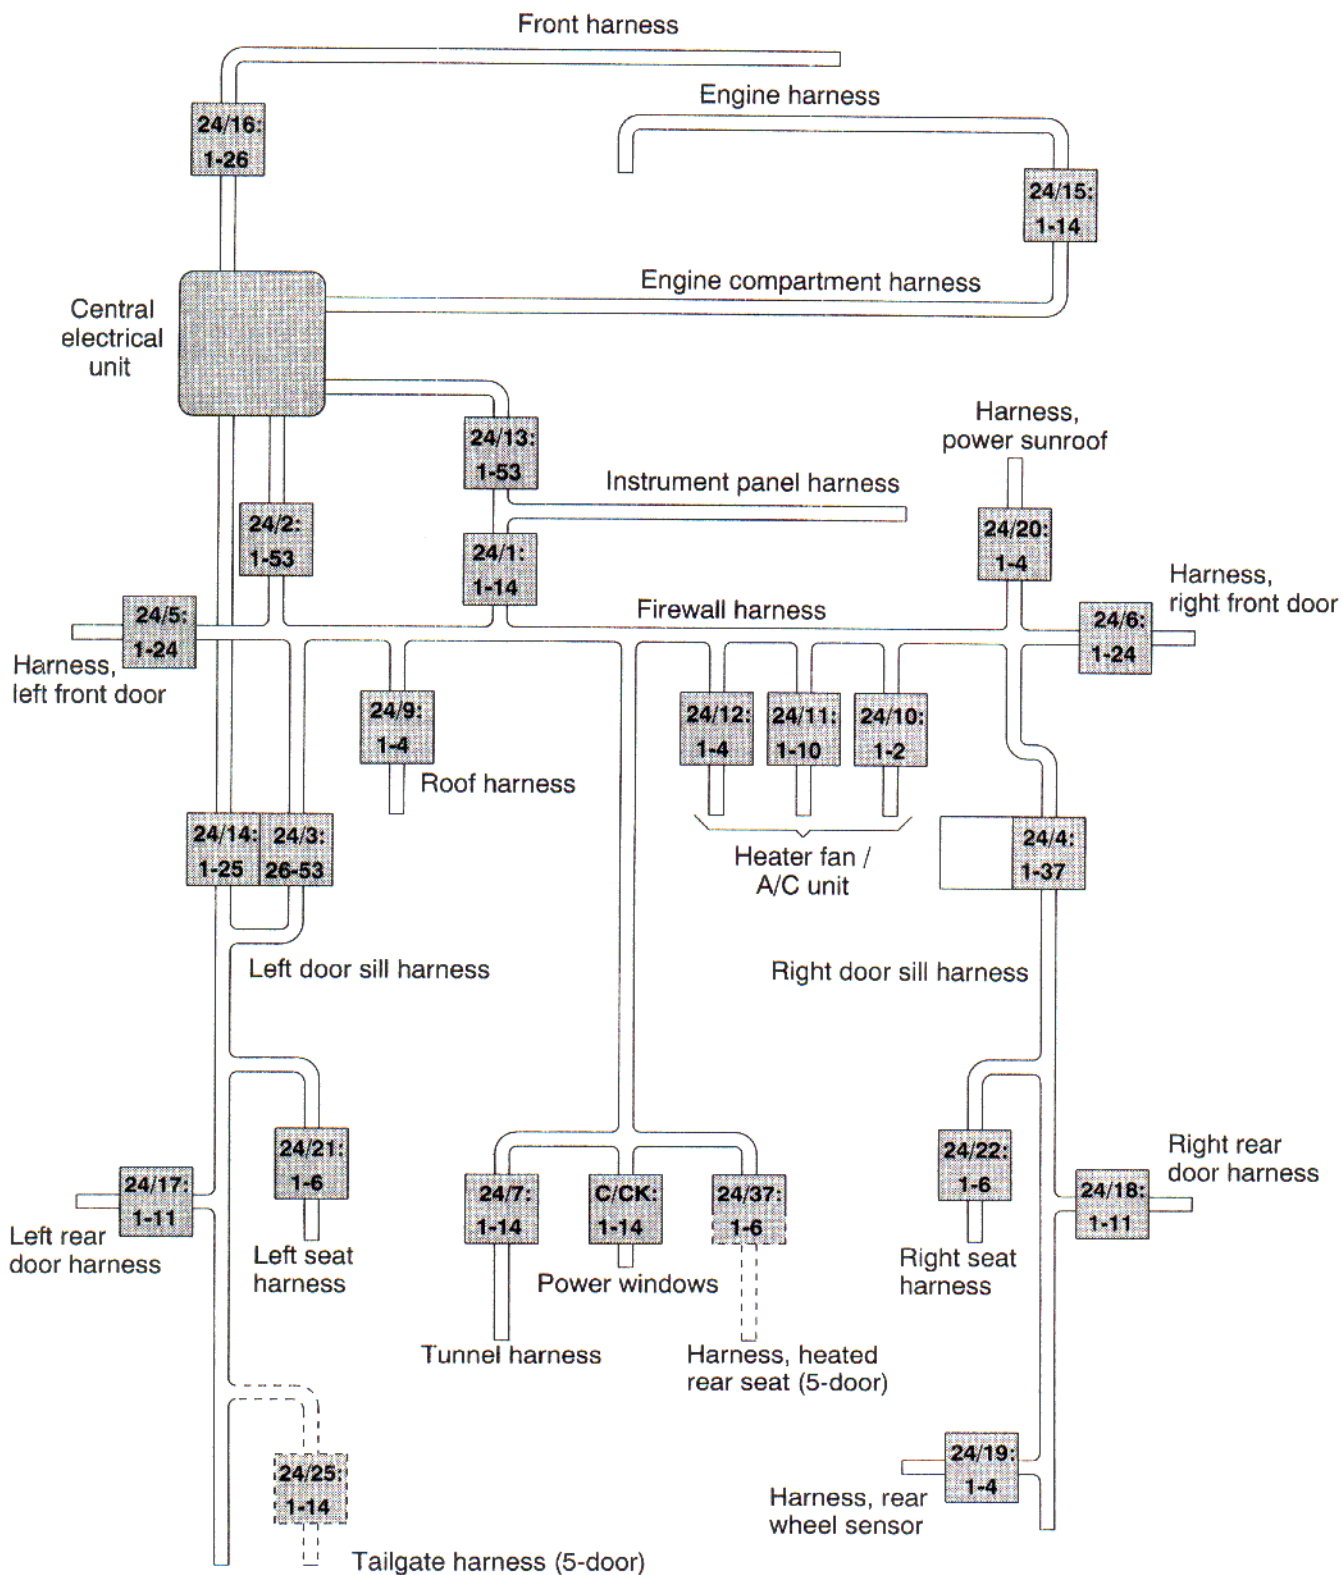 Front harness
24/16:
1-26
Engine harness
24/15:
1-14
Engine compartment harness
Central
electrical
unit
24/13:
1-53
Harness,
power sunroof
Instrument panel harness
24/2:
1-53
24/1:
1-14
24/20:
1-4
Harness,
right front door
Firewall harness
24/5:
1-24
24/6:
1-24
Harness,
left front door
24/9:
1-4
Roof harness
24/12:
1-4
24/11:
1-10
24/10:
1-2
Heater fan /
A/C unit
24/14:
1-25
24/3:
26-53
24/4:
1-37
Left door sill harness
Right door sill harness
24/21:
1-6
24/22:
1-6
Right rear
door harness
24/17:
1-11
24/7:
1-14
C/CK:
1-14
24/37:
1-6
24/18:
1-11
Left rear
door harness
Left seat
harness
Power windows
Right seat
harness
Tunnel harness
Harness, heated
rear seat (5-door)
24/25:
1-14
24/19:
1-4
Harness, rear
wheel sensor
Tailgate harness (5-door)